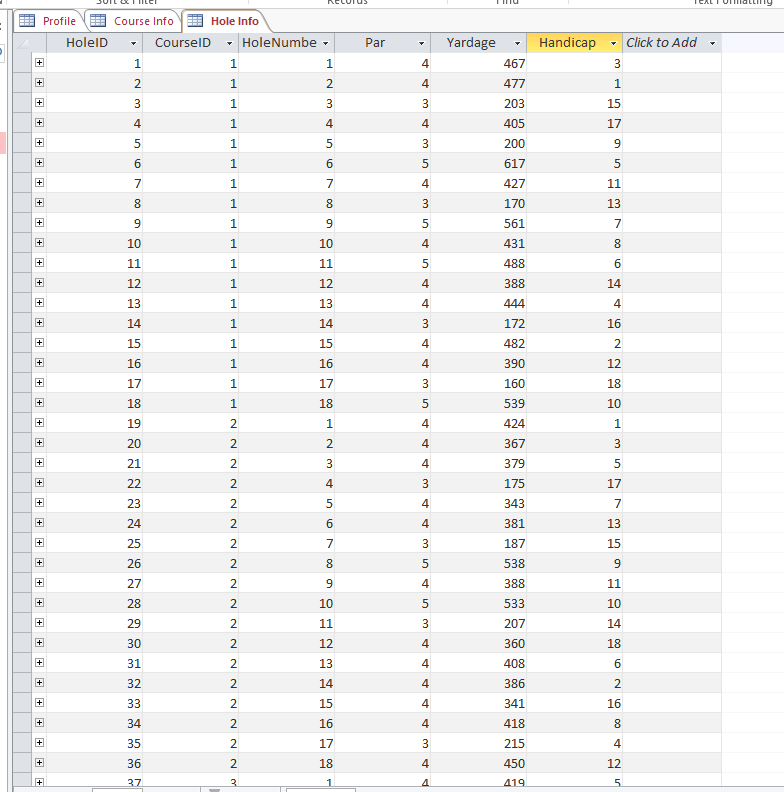 Sort & Filter Records Find Text Formatting
Profile Course Info Hole Info
HoleID CourseID HoleNumbe Par Yardage Handicap Click to Add
1 1 1 4 467 3
2 1 2 4 477 1
3 1 3 3 203 15
4 1 4 4 405 17
5 1 5 3 200 9
6 1 6 5 617 5
7 1 7 4 427 11
8 1 8 3 170 13
9 1 9 5 561 7
10 1 10 4 431 8
11 1 11 5 488 6
12 1 12 4 388 14
13 1 13 4 444 4
14 1 14 3 172 16
15 1 15 4 482 2
16 1 16 4 390 12
17 1 17 3 160 18
18 1 18 5 539 10
19 2 1 4 424 1
20 2 2 4 367 3
21 2 3 4 379 5
22 2 4 3 175 17
23 2 5 4 343 7
24 2 6 4 381 13
25 2 7 3 187 15
26 2 8 5 538 9
27 2 9 4 388 11
28 2 10 5 533 10
29 2 11 3 207 14
30 2 12 4 360 18
31 2 13 4 408 6
32 2 14 4 386 2
33 2 15 4 341 16
34 2 16 4 418 8
35 2 17 3 215 4
36 2 18 4 450 12
37 3 1 4 419 5